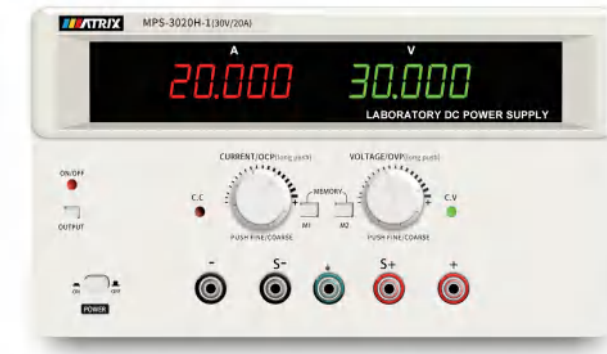 MATRIX MPS-3020H-1(30V/20A)
A V
20.000 30.000
LABORATORY DC POWER SUPPLY
CURRENT/OCP(long push) VOLTAGE/OVP(long push)
ON/OFF
C.C MEMORY C.V
OUTPUT M1 M2
PUSH FINE/COARSE PUSH FINE/COARSE
- S- S+ +
ON OFF
POWER